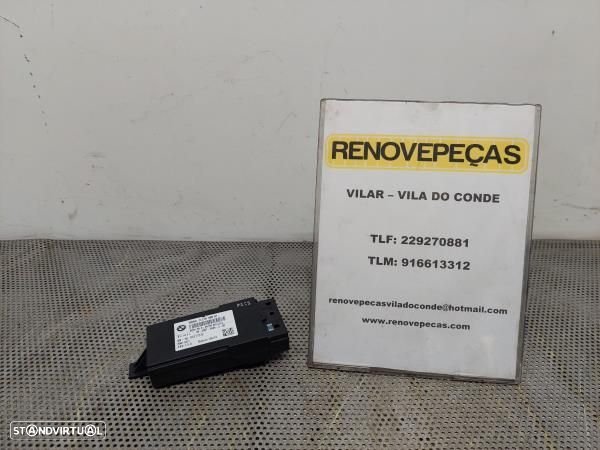 RENOVEPEÇAS
VILAR – VILA DO CONDE
TLF: 229270881
TLM: 916613312
renovepecasviladoconde@hotmail.com
www.renovepecas.com
STANDVIRTUAL